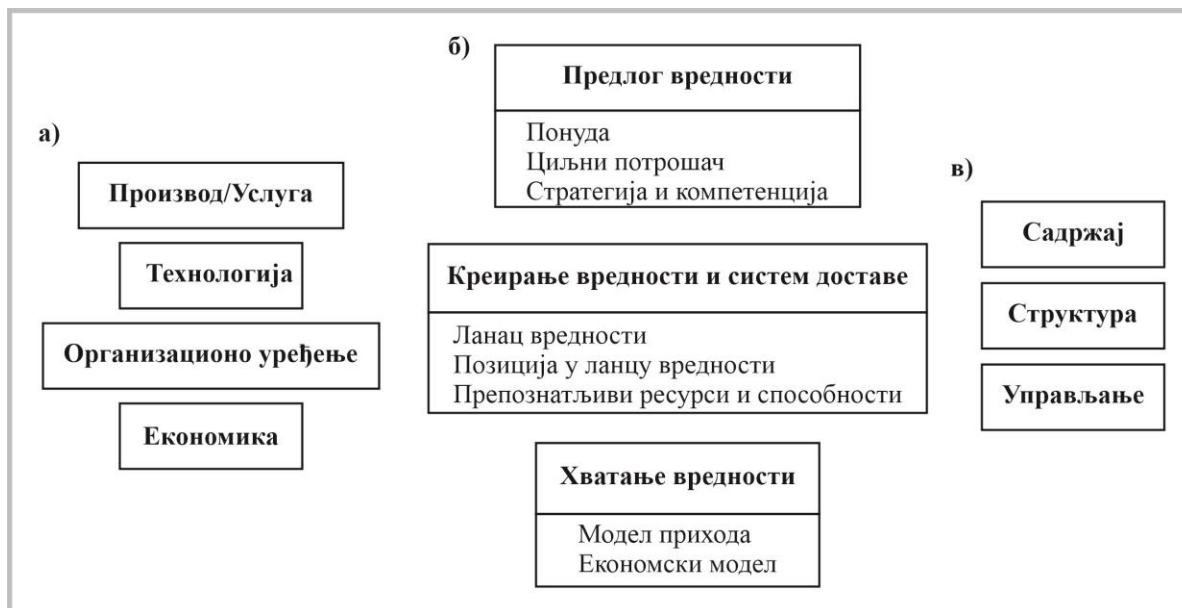 а)
Производ/Услуга
Технологија
Организационо уређење
Економика
б)
Предлог вредности
Понуда
Циљни потрошач
Стратегија и компетенција
Креирање вредности и систем доставе
Ланац вредности
Позиција у ланцу вредности
Препознатљиви ресурси и способности
Хватање вредности
Модел прихода
Економски модел
в)
Садржај
Структура
Управљање